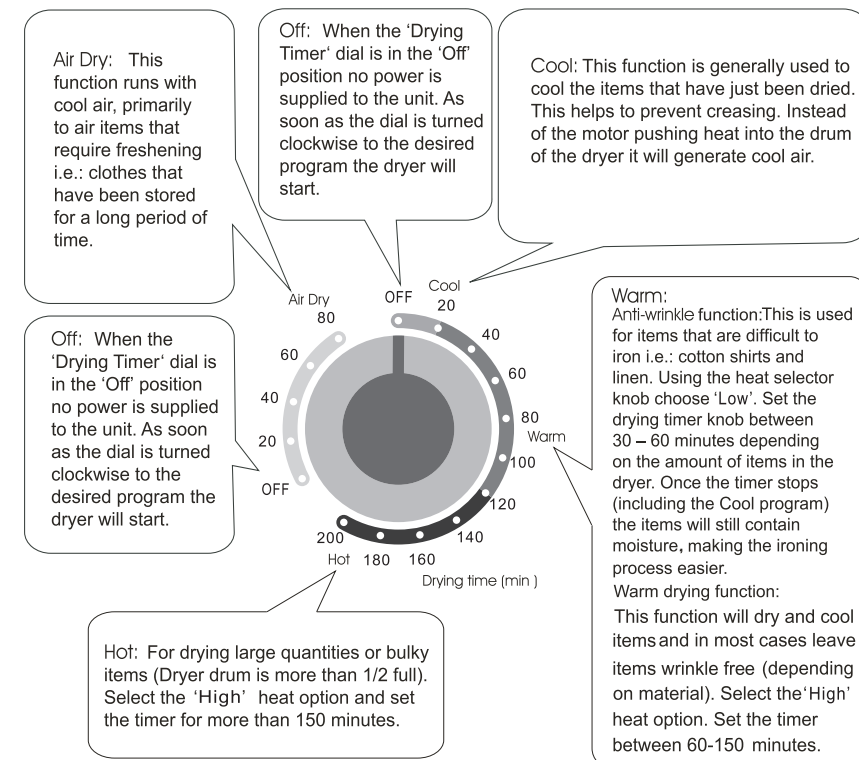 Air Dry: This
function runs with
cool air, primarily
to air items that
require freshening
i.e.: clothes that
have been stored
for a long period of
time.
Off: When the ‘Drying
Timer‘ dial is in the ‘Off’
position no power is
supplied to the unit. As
soon as the dial is turned
clockwise to the desired
program the dryer will
start.
Cool: This function is generally used to
cool the items that have just been dried.
This helps to prevent creasing. Instead
of the motor pushing heat into the drum
of the dryer it will generate cool air.
Off: When the
‘Drying Timer‘ dial is
in the ‘Off’ position
no power is supplied
to the unit. As soon
as the dial is turned
clockwise to the
desired program the
dryer will start.
Air Dry
80
60
40
20
OFF
OFF
Cool
20
40
60
80
Warm
100
120
140
160
180
200
Hot
Drying time (min )
Warm:
Anti-wrinkle function:This is used
for items that are difficult to
iron i.e.: cotton shirts and
linen. Using the heat selector
knob choose ‘Low’. Set the
drying timer knob between
30 – 60 minutes depending
on the amount of items in the
dryer. Once the timer stops
(including the Cool program)
the items will still contain
moisture, making the ironing
process easier.
Warm drying function:
This function will dry and cool
items and in most cases leave
items wrinkle free (depending
on material). Select the‘High’
heat option. Set the timer
between 60-150 minutes.
Hot: For drying large quantities or bulky
items (Dryer drum is more than 1/2 full).
Select the ‘High’ heat option and set
the timer for more than 150 minutes.